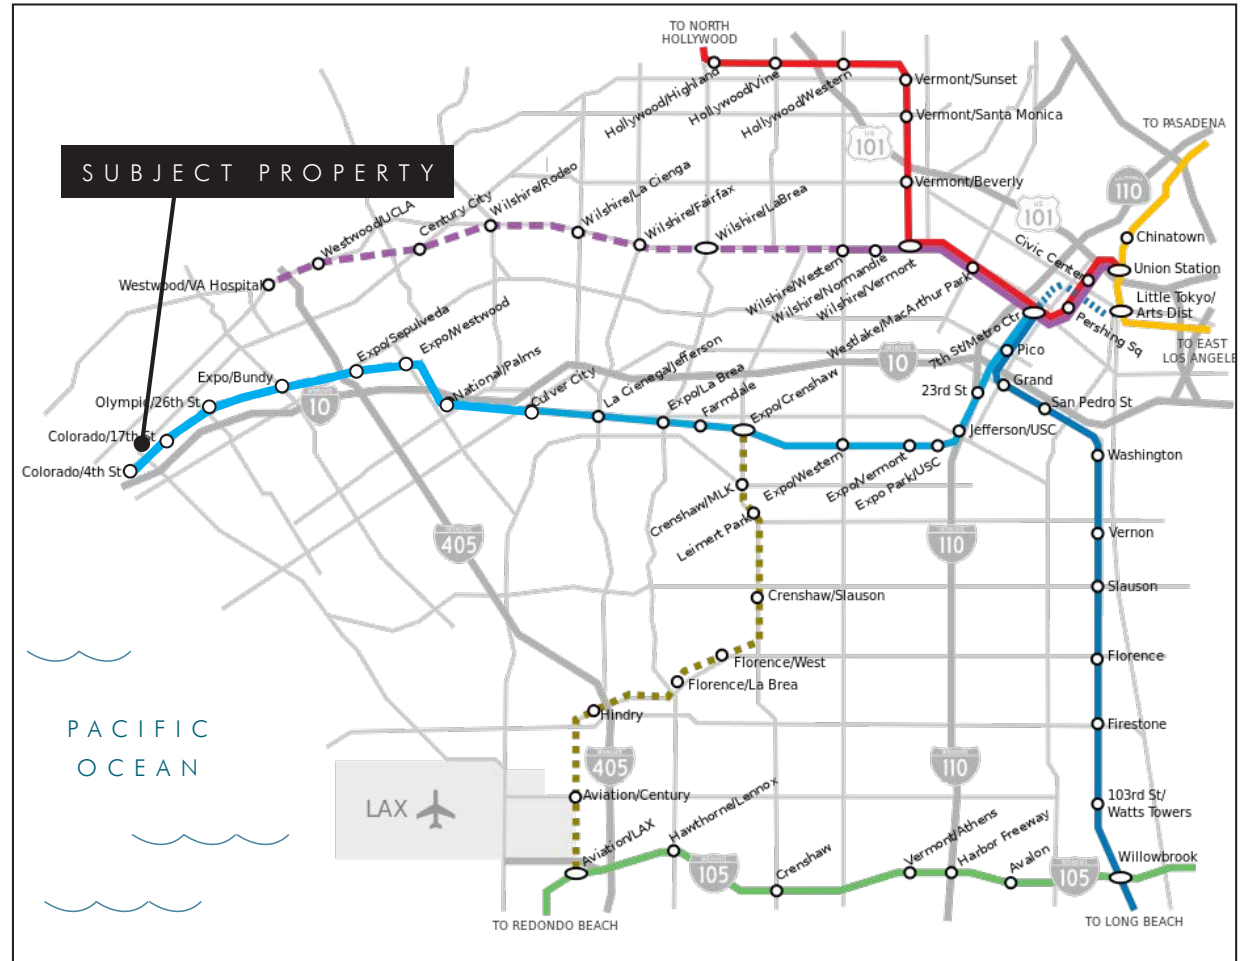 TO NORTH
HOLLYWOOD
Hollywood/Highland
Hollywood/Vine
Hollywood/Western
Vermont/Sunset
Vermont/Santa Monica
US
101
TO PASADENA
SUBJECT PROPERTY
Vermont/Beverly
110
US
101
Westwood/UCLA
Century City
Wilshire/Rodeo
Wilshire/La Cienga
Wilshire/Fairfax
Wilshire/LaBrea
Wilshire/Western
Wilshire/Normandie
Wilshire/Vermont
Westlake/MacArthur Park
Civic Center
Chinatown
Union Station
Westwood/VA Hospital
Little Tokyo/
Arts Dist
Pershng Sq
TO EAST
LOS ANGELE
7th St/Metro Ctr
Pico
10
Grand
23rd St
San Pedro St
Jefferson/USC
Expo/Sepulveda
Expo/Westwood
National/Palms
Culver City
La Cienega/Jefferson
Expo/La Brea
Farmdale
Expo/Crenshaw
Expo/Bundy
10
Olympic/26th St
Colorado/17th St
Colorado/4th St
Expo/Western
Expo/Vermont
Expo Park/USC
Washington
Crenshaw/MLK
Leimert Park
405
110
Vernon
Slauson
Crenshaw/Slauson
Florence/West
Florence/La Brea
Florence
Hindry
Firestone
PACIFIC
OCEAN
405
110
LAX
Aviation/Century
103rd St/
Watts Towers
Aviation/LAX
Hawthorne/Lennox
105
Crenshaw
Vermont/Athens
Harbor Freeway
Avalon
105
Willowbrook
TO REDONDO BEACH
TO LONG BEACH